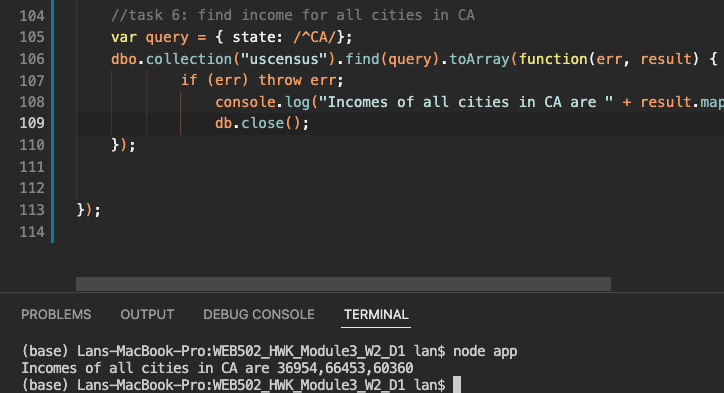 104 //task 6: find income for all cities in CA
105 var query = { state: /^CA/};
106 dbo.collection("uscensus").find(query).toArray(function(err, result) {
107 if (err) throw err;
108 console.log("Incomes of all cities in CA are " + result.map
109 db.close();
110 });
111
112
113 });
114
PROBLEMS OUTPUT DEBUG CONSOLE TERMINAL
(base) Lans-MacBook-Pro:WEB502_HWK_Module3_W2_D1 lan$ node app
Incomes of all cities in CA are 36954,66453,60360
(base) Lans-MacBook-Pro:WEB502_HWK_Module3_W2_D1 lan$